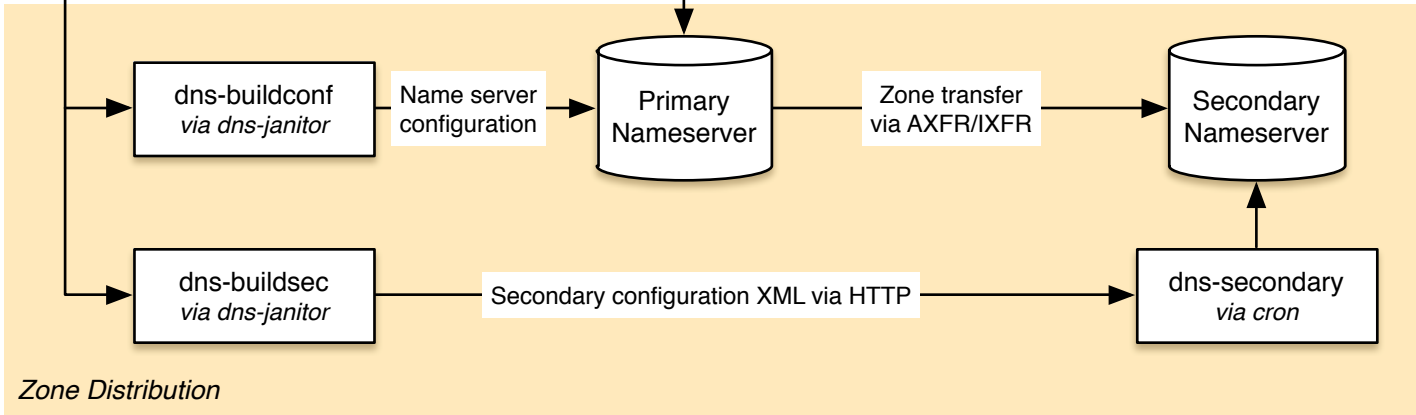 dns-buildconf
via dns-janitor
Name server
configuration
Primary
Nameserver
Zone transfer
via AXFR/IXFR
Secondary
Nameserver
dns-buildsec
via dns-janitor
Secondary configuration XML via HTTP
dns-secondary
via cron
Zone Distribution